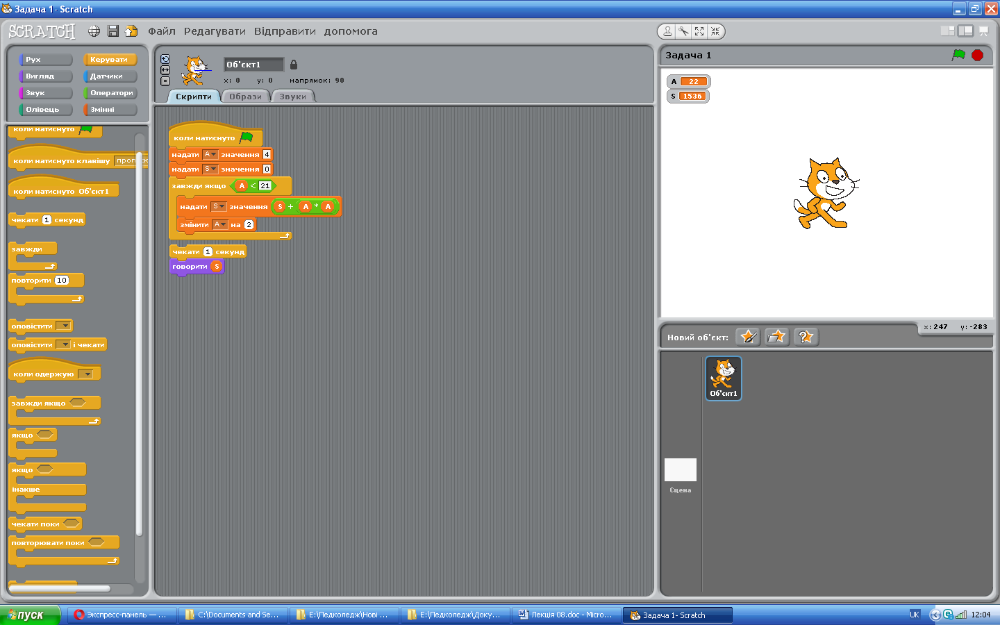 Задача 1 - Scratch
SCRATCH Файл Редагувати Відправити допомога
Рух Керувати
Вигляд Датчики
Звук Оператори
Олівець Змінні
коли натиснуто
коли натиснуто клавішу
коли натиснуто Об'єкт1
чекати 1 секунд
завжди
повторити 10
оповістити
оповістити і чекати
коли одержую
завжди якщо
якщо
якщо
інакше
чекати поки
повторювати поки
Об'єкт1
x: 0 y: 0 напрямок: 90
Скрипти Образи Звуки
коли натиснуто
надати A значення 4
надати S значення 0
завжди якщо A < 21
надати S значення S + A * A
змінити A на 2
чекати 1 секунд
говорити S
Задача 1
A 22
S 1536
x: 247 y: -283
Новий об'єкт:
Об'єкт1
Сцена
пуск Экспресс-панель — ... C:\Documents and Se... E:\Педколедж\Нові ... E:\Педколедж\Доку... Лекція 08.doc - Micro... Задача 1 - Scratch UK 12:04